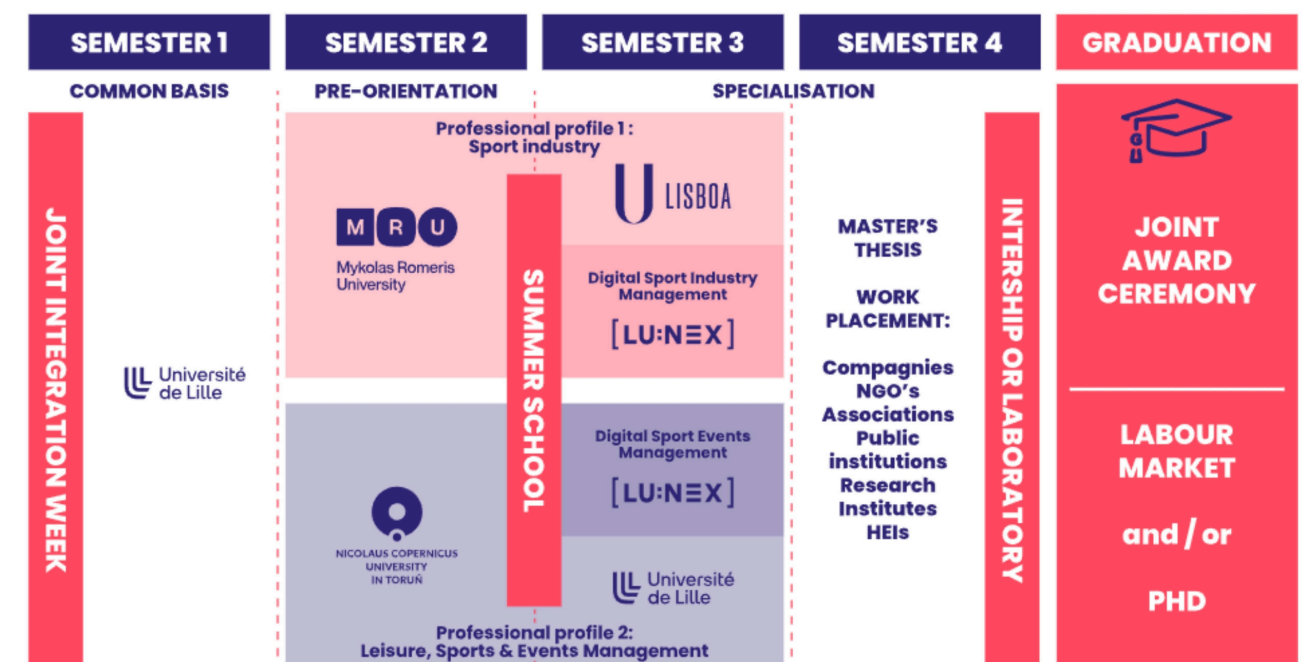 SEMESTER 1
SEMESTER 2
SEMESTER 3
SEMESTER 4
GRADUATION
COMMON BASIS
PRE-ORIENTATION
SPECIALISATION
JOINT INTEGRATION WEEK
Université
de Lille
Professional profile 1:
Sport industry
MRU
Mykolas Romeris
University
SUMMER SCHOOL
U LISBOA
Digital Sport Industry
Management
[LU:NEX]
Digital Sport Events
Management
[LU:NEX]
NICOLAUS COPERNICUS
UNIVERSITY
IN TORUŃ
Université
de Lille
Professional profile 2:
Leisure, Sports & Events Management
MASTER'S
THESIS
WORK
PLACEMENT:
Compagnies
NGO's
Associations
Public
institutions
Research
Institutes
HEIs
INTERSHIP OR LABORATORY
GU
JOINT
AWARD
CEREMONY
LABOUR
MARKET
and / or
PHD